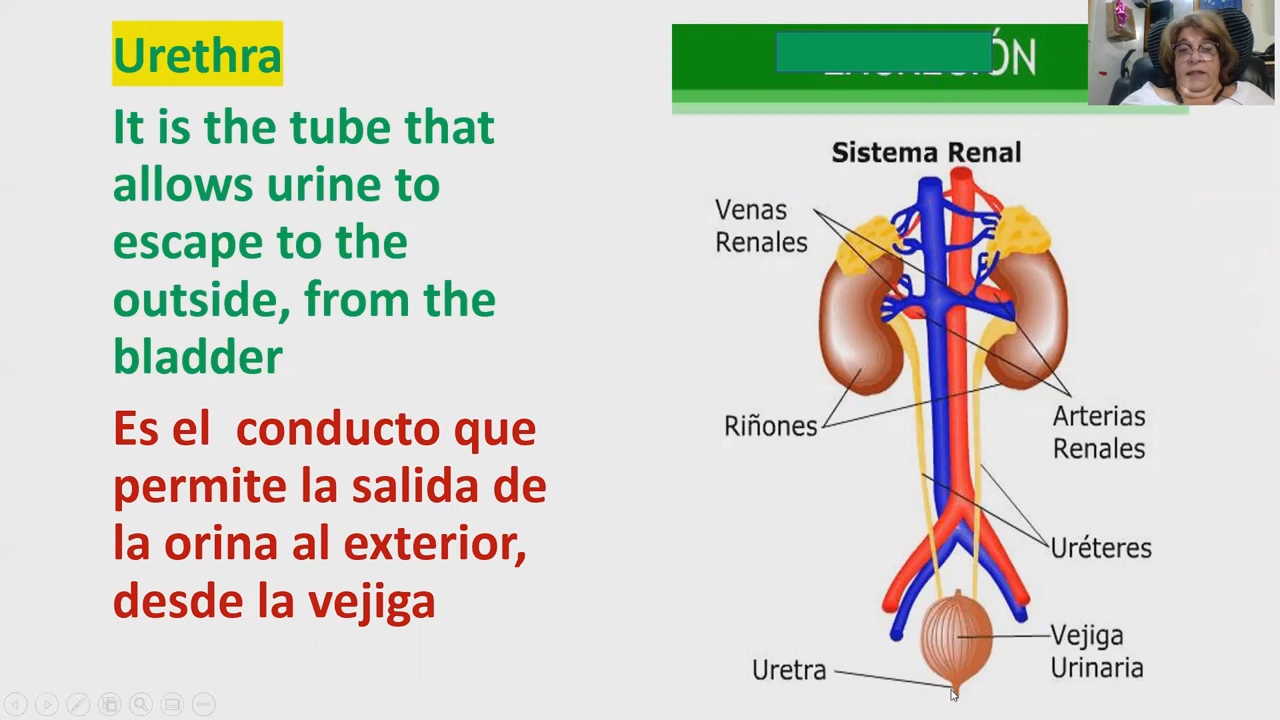 Urethra
It is the tube that
allows urine to
escape to the
outside, from the
bladder
Es el  conducto que
permite la salida de
la orina al exterior,
desde la vejiga
Sistema Renal
Venas
Renales
Riñones
Arterias
Renales
Uréteres
Vejiga
Urinaria
Uretra